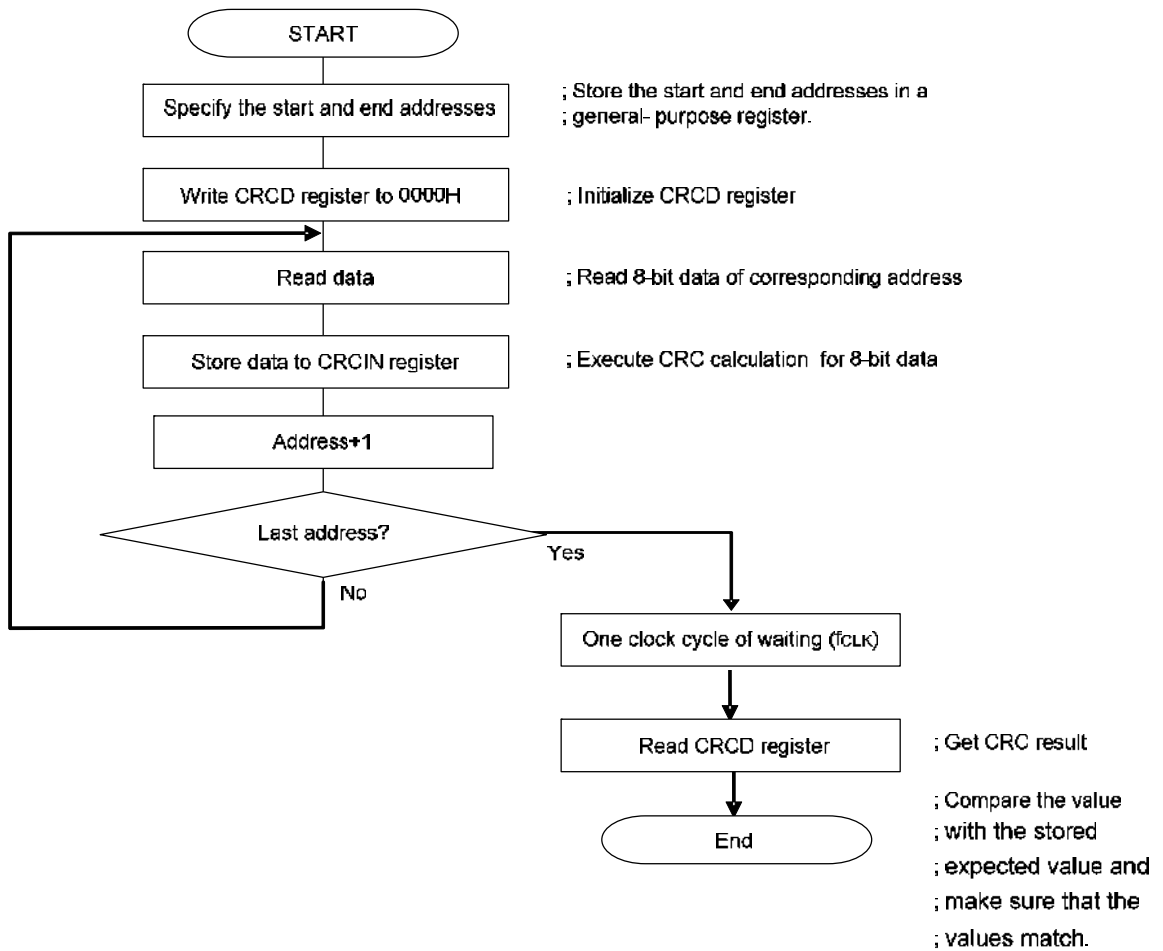 START
Specify the start and end addresses
; Store the start and end addresses in a
; general- purpose register.
Write CRCD register to 0000H
; Initialize CRCD register
Read data
; Read 8-bit data of corresponding address
Store data to CRCIN register
; Execute CRC calculation for 8-bit data
Address+1
Last address?
Yes
No
One clock cycle of waiting (fCLK)
Read CRCD register
; Get CRC result
; Compare the value
; with the stored
; expected value and
; make sure that the
; values match.
End